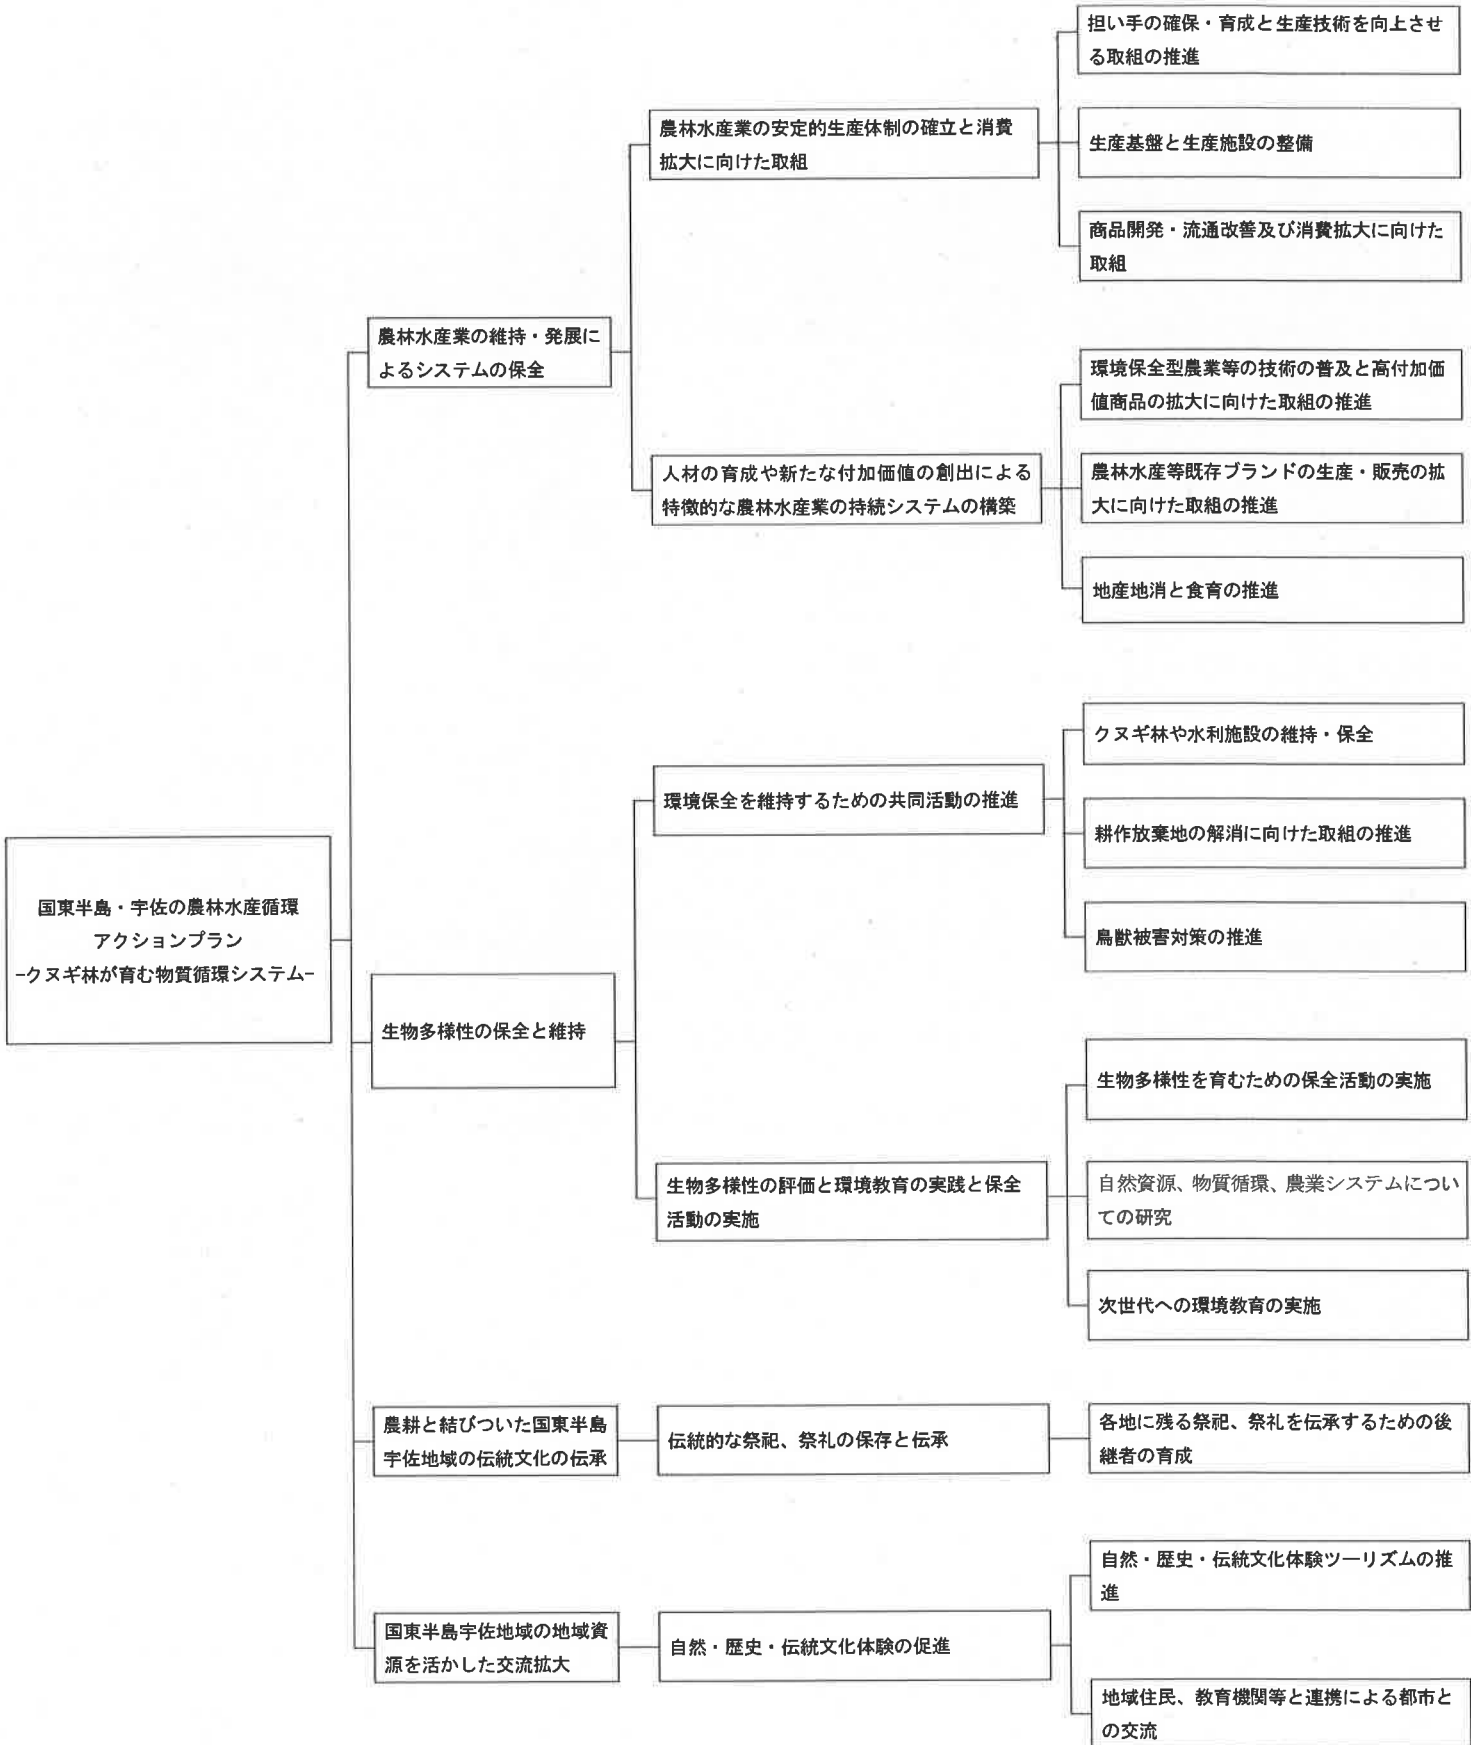 国東半島・宇佐の農林水産循環
アクションプラン
-クヌギ林が育む物質循環システム-
農林水産業の維持・発展に
よるシステムの保全
農林水産業の安定的生産体制の確立と消費
拡大に向けた取組
担い手の確保・育成と生産技術を向上させ
る取組の推進
生産基盤と生産施設の整備
商品開発・流通改善及び消費拡大に向けた
取組
人材の育成や新たな付加価値の創出による
特徴的な農林水産業の持続システムの構築
環境保全型農業等の技術の普及と高付加価
値商品の拡大に向けた取組の推進
農林水産等既存ブランドの生産・販売の拡
大に向けた取組の推進
地産地消と食育の推進
生物多様性の保全と維持
環境保全を維持するための共同活動の推進
クヌギ林や水利施設の維持・保全
耕作放棄地の解消に向けた取組の推進
鳥獣被害対策の推進
生物多様性の評価と環境教育の実践と保全
活動の実施
生物多様性を育むための保全活動の実施
自然資源、物質循環、農業システムについ
ての研究
次世代への環境教育の実施
農耕と結びついた国東半島
宇佐地域の伝統文化の伝承
伝統的な祭祀、祭礼の保存と伝承
各地に残る祭祀、祭礼を伝承するための後
継者の育成
国東半島宇佐地域の地域資
源を活かした交流拡大
自然・歴史・伝統文化体験の促進
自然・歴史・伝統文化体験ツーリズムの推
進
地域住民、教育機関等と連携による都市と
の交流